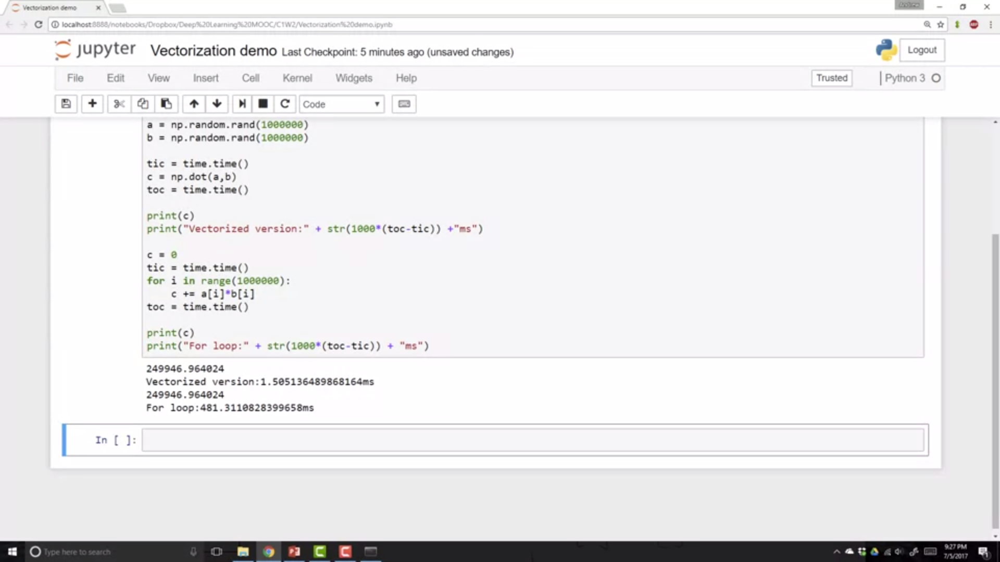 Vectorization demo
Andrew
localhost:8888/notebooks/Dropbox/Deep%20Learning%20MOOC/C1W2/Vectorization%20demo.ipynb
ABP
jupyter Vectorization demo Last Checkpoint: 5 minutes ago (unsaved changes)
Logout
File Edit View Insert Cell Kernel Widgets Help Trusted Python 3
Code
a = np.random.rand(1000000)
b = np.random.rand(1000000)
tic = time.time()
c = np.dot(a,b)
toc = time.time()
print(c)
print("Vectorized version:" + str(1000*(toc-tic)) +"ms")
c = 0
tic = time.time()
for i in range(1000000):
    c += a[i]*b[i]
toc = time.time()
print(c)
print("For loop:" + str(1000*(toc-tic)) + "ms")
249946.964024
Vectorized version:1.505136489868164ms
249946.964024
For loop:481.3110828399658ms
In [ ]:
Type here to search
9:27 PM
7/5/2017